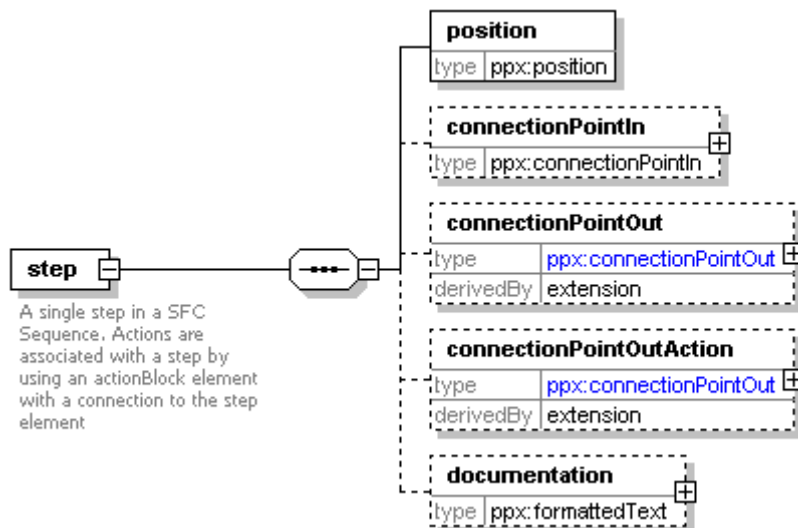 position
type ppx:position
connectionPointIn
type ppx:connectionPointIn
connectionPointOut
type ppx:connectionPointOut
derivedBy extension
step
A single step in a SFC
Sequence. Actions are
associated with a step by
using an actionBlock element
with a connection to the step
element
connectionPointOutAction
type ppx:connectionPointOut
derivedBy extension
documentation
type ppx:formattedText